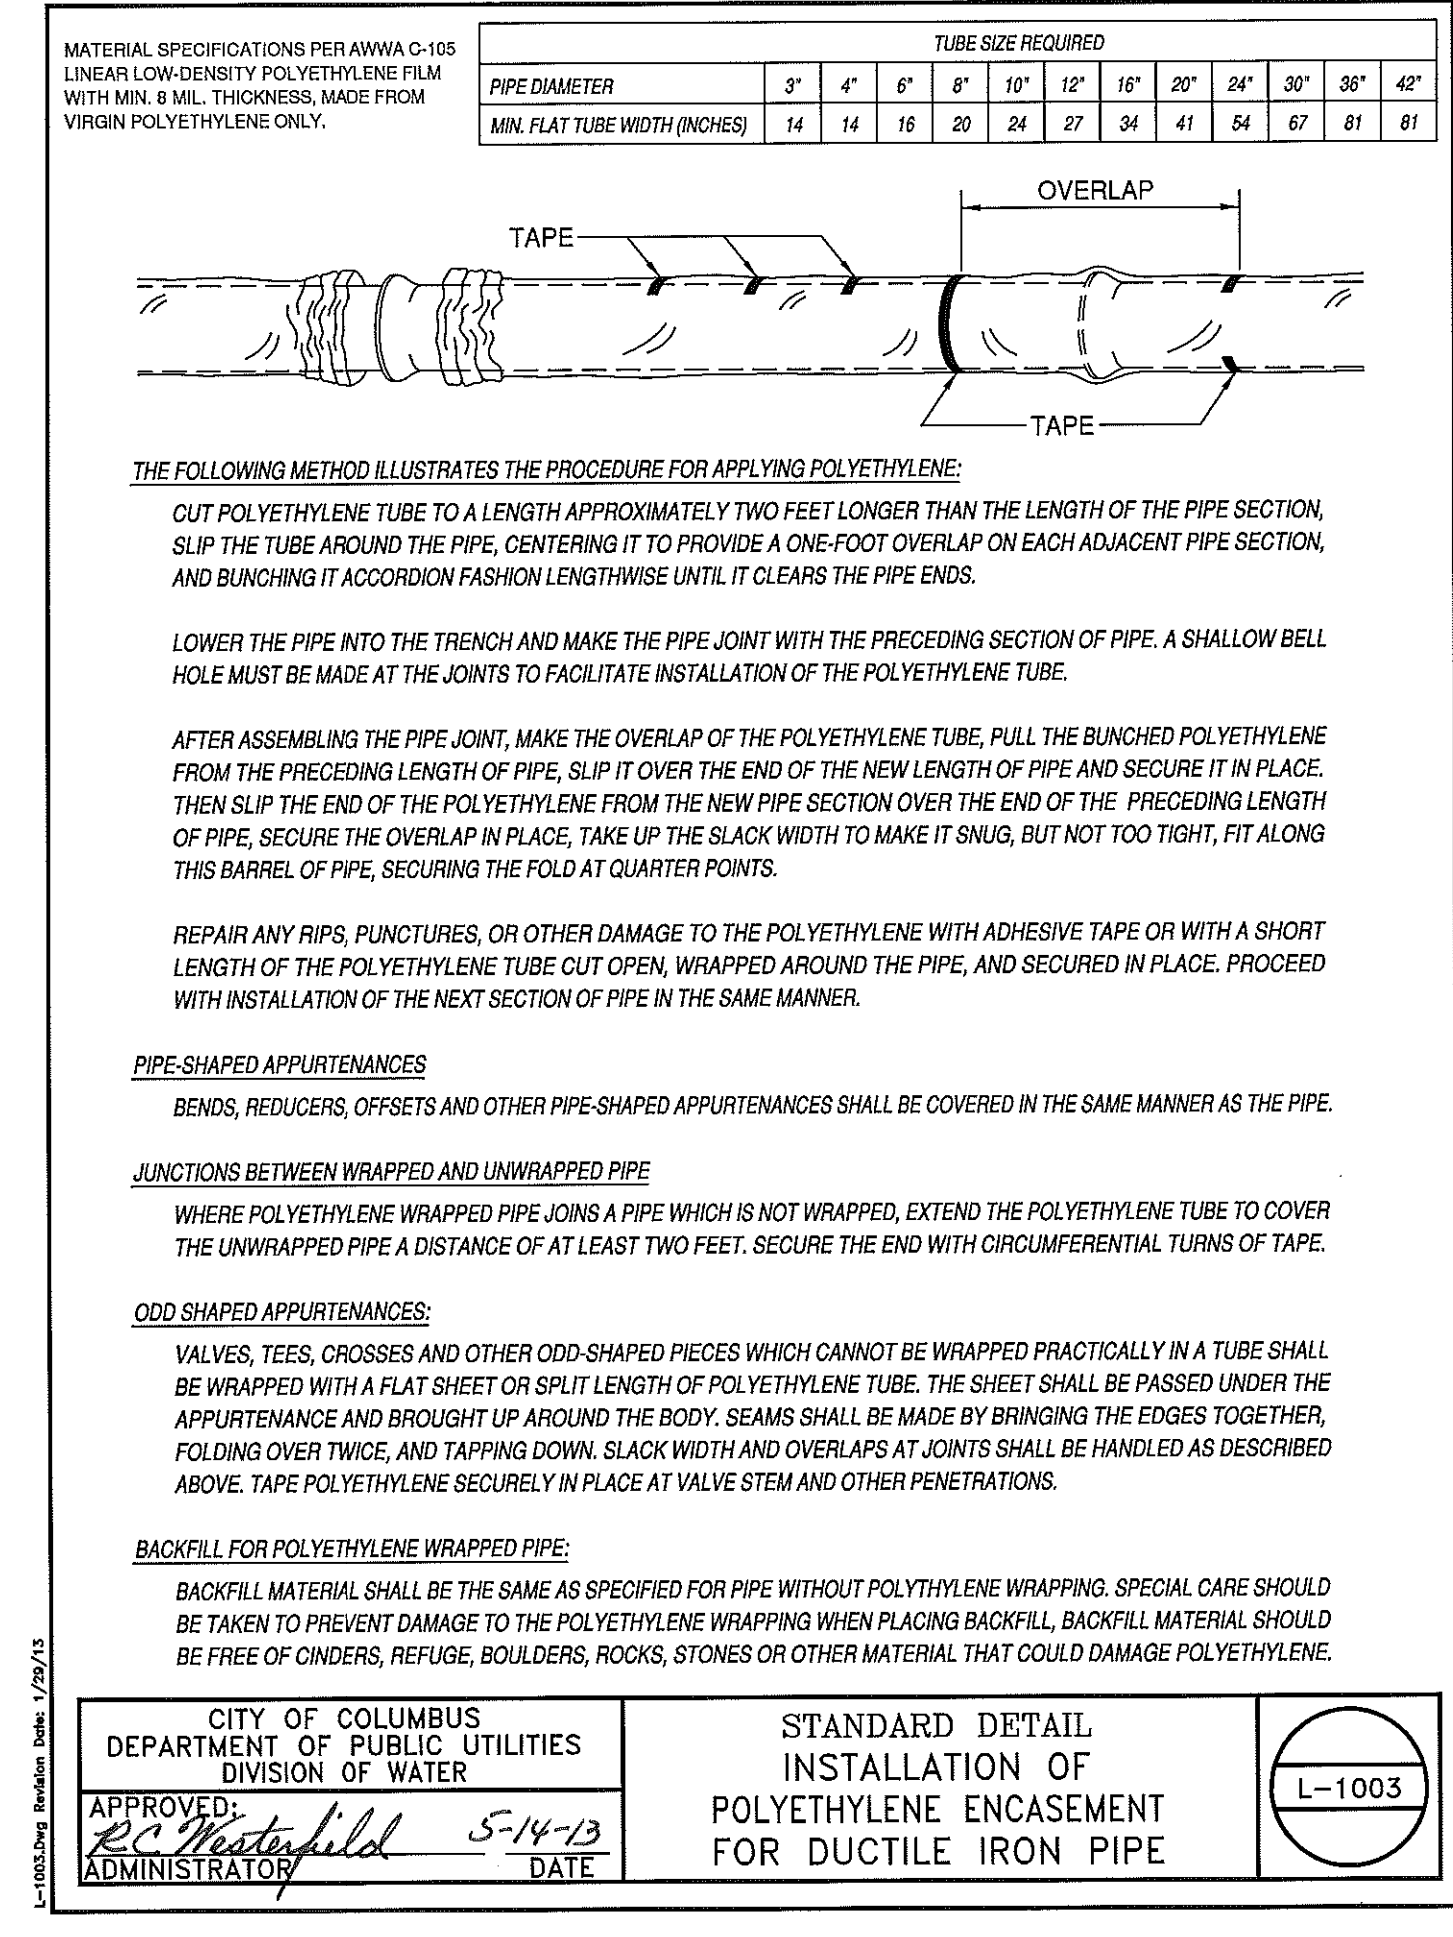 MATERIAL SPECIFICATIONS PER AWWA C-105
LINEAR LOW-DENSITY POLYETHYLENE FILM
WITH MIN. 8 MIL. THICKNESS, MADE FROM
VIRGIN POLYETHYLENE ONLY.
TUBE SIZE REQUIRED
PIPE DIAMETER 3" 4" 6" 8" 10" 12" 16" 20" 24" 30" 36" 42"
MIN. FLAT TUBE WIDTH (INCHES) 14 14 16 20 24 27 34 41 54 67 81 81
OVERLAP
TAPE
TAPE
THE FOLLOWING METHOD ILLUSTRATES THE PROCEDURE FOR APPLYING POLYETHYLENE:
CUT POLYETHYLENE TUBE TO A LENGTH APPROXIMATELY TWO FEET LONGER THAN THE LENGTH OF THE PIPE SECTION,
SLIP THE TUBE AROUND THE PIPE, CENTERING IT TO PROVIDE A ONE-FOOT OVERLAP ON EACH ADJACENT PIPE SECTION,
AND BUNCHING IT ACCORDION FASHION LENGTHWISE UNTIL IT CLEARS THE PIPE ENDS.
LOWER THE PIPE INTO THE TRENCH AND MAKE THE PIPE JOINT WITH THE PRECEDING SECTION OF PIPE. A SHALLOW BELL
HOLE MUST BE MADE AT THE JOINTS TO FACILITATE INSTALLATION OF THE POLYETHYLENE TUBE.
AFTER ASSEMBLING THE PIPE JOINT, MAKE THE OVERLAP OF THE POLYETHYLENE TUBE, PULL THE BUNCHED POLYETHYLENE
FROM THE PRECEDING LENGTH OF PIPE, SLIP IT OVER THE END OF THE NEW LENGTH OF PIPE AND SECURE IT IN PLACE.
THEN SLIP THE END OF THE POLYETHYLENE FROM THE NEW PIPE SECTION OVER THE END OF THE PRECEDING LENGTH
OF PIPE, SECURE THE OVERLAP IN PLACE, TAKE UP THE SLACK WIDTH TO MAKE IT SNUG, BUT NOT TOO TIGHT, FIT ALONG
THIS BARREL OF PIPE, SECURING THE FOLD AT QUARTER POINTS.
REPAIR ANY RIPS, PUNCTURES, OR OTHER DAMAGE TO THE POLYETHYLENE WITH ADHESIVE TAPE OR WITH A SHORT
LENGTH OF THE POLYETHYLENE TUBE CUT OPEN, WRAPPED AROUND THE PIPE, AND SECURED IN PLACE. PROCEED
WITH INSTALLATION OF THE NEXT SECTION OF PIPE IN THE SAME MANNER.
PIPE-SHAPED APPURTENANCES
BENDS, REDUCERS, OFFSETS AND OTHER PIPE-SHAPED APPURTENANCES SHALL BE COVERED IN THE SAME MANNER AS THE PIPE.
JUNCTIONS BETWEEN WRAPPED AND UNWRAPPED PIPE
WHERE POLYETHYLENE WRAPPED PIPE JOINS A PIPE WHICH IS NOT WRAPPED, EXTEND THE POLYETHYLENE TUBE TO COVER
THE UNWRAPPED PIPE A DISTANCE OF AT LEAST TWO FEET. SECURE THE END WITH CIRCUMFERENTIAL TURNS OF TAPE.
ODD SHAPED APPURTENANCES:
VALVES, TEES, CROSSES AND OTHER ODD-SHAPED PIECES WHICH CANNOT BE WRAPPED PRACTICALLY IN A TUBE SHALL
BE WRAPPED WITH A FLAT SHEET OR SPLIT LENGTH OF POLYETHYLENE TUBE. THE SHEET SHALL BE PASSED UNDER THE
APPURTENANCE AND BROUGHT UP AROUND THE BODY. SEAMS SHALL BE MADE BY BRINGING THE EDGES TOGETHER,
FOLDING OVER TWICE, AND TAPPING DOWN. SLACK WIDTH AND OVERLAPS AT JOINTS SHALL BE HANDLED AS DESCRIBED
ABOVE. TAPE POLYETHYLENE SECURELY IN PLACE AT VALVE STEM AND OTHER PENETRATIONS.
BACKFILL FOR POLYETHYLENE WRAPPED PIPE:
BACKFILL MATERIAL SHALL BE THE SAME AS SPECIFIED FOR PIPE WITHOUT POLYTHYLENE WRAPPING. SPECIAL CARE SHOULD
BE TAKEN TO PREVENT DAMAGE TO THE POLYETHYLENE WRAPPING WHEN PLACING BACKFILL, BACKFILL MATERIAL SHOULD
BE FREE OF CINDERS, REFUGE, BOULDERS, ROCKS, STONES OR OTHER MATERIAL THAT COULD DAMAGE POLYETHYLENE.
L-1003.Dwg Revision Date: 1/29/13
CITY OF COLUMBUS
DEPARTMENT OF PUBLIC UTILITIES
DIVISION OF WATER
APPROVED:
RC Westerfield 5-14-13
ADMINISTRATOR DATE
STANDARD DETAIL
INSTALLATION OF
POLYETHYLENE ENCASEMENT
FOR DUCTILE IRON PIPE
L-1003